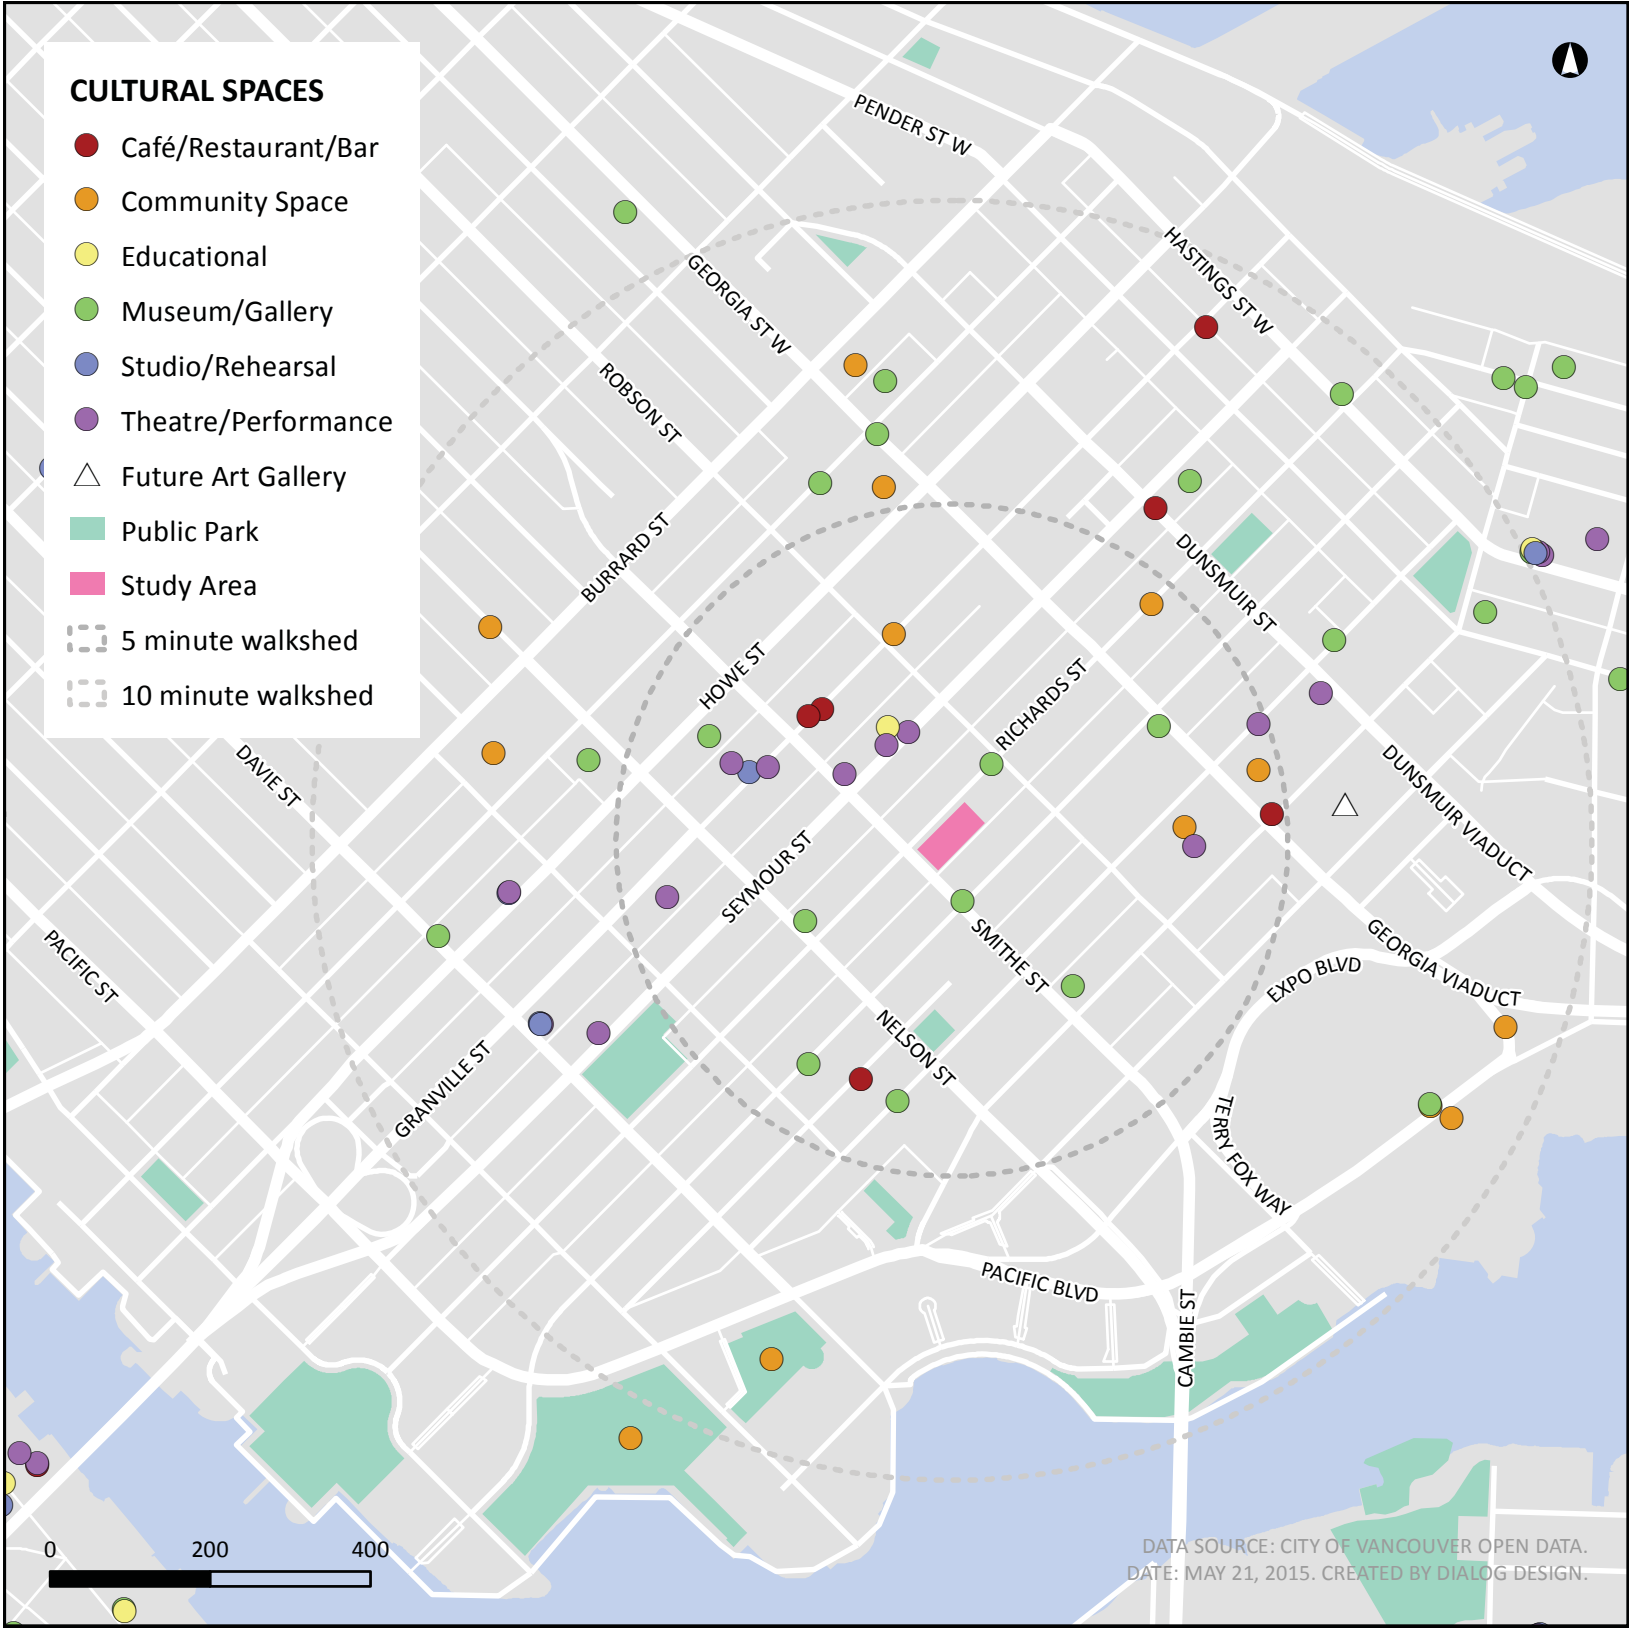 CULTURAL SPACES
Café/Restaurant/Bar
Community Space
Educational
Museum/Gallery
Studio/Rehearsal
Theatre/Performance
Future Art Gallery
Public Park
Study Area
5 minute walkshed
10 minute walkshed
PENDER ST W
HASTINGS ST W
GEORGIA ST W
ROBSON ST
BURRARD ST
DUNSMUIR ST
HOWE ST
RICHARDS ST
DAVIE ST
DUNSMUIR VIADUCT
SEYMOUR ST
PACIFIC ST
SMITHE ST
EXPO BLVD
GEORGIA VIADUCT
NELSON ST
GRANVILLE ST
TERRY FOX WAY
PACIFIC BLVD
CAMBIE ST
0 200 400
DATA SOURCE: CITY OF VANCOUVER OPEN DATA.
DATE: MAY 21, 2015. CREATED BY DIALOG DESIGN.